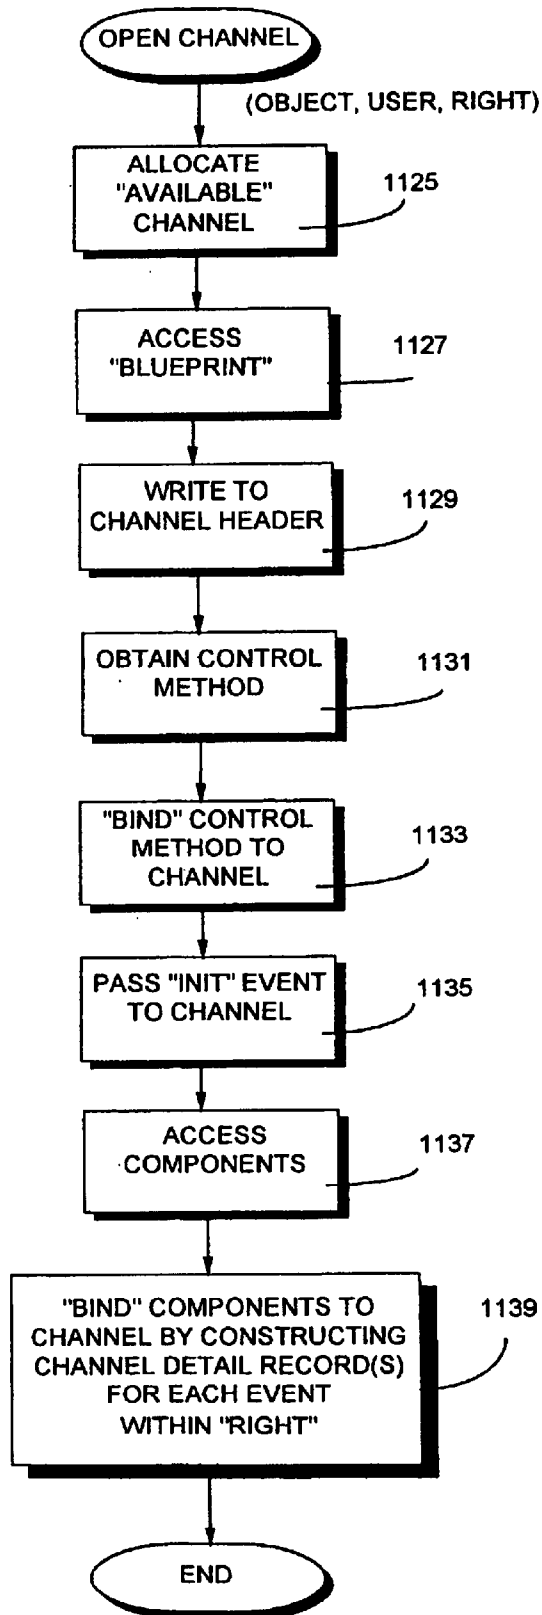 OPEN CHANNEL
(OBJECT, USER, RIGHT)
ALLOCATE
"AVAILABLE"
CHANNEL
1125
ACCESS
"BLUEPRINT"
1127
WRITE TO
CHANNEL HEADER
1129
OBTAIN CONTROL
METHOD
1131
"BIND" CONTROL
METHOD TO
CHANNEL
1133
PASS "INIT" EVENT
TO CHANNEL
1135
ACCESS
COMPONENTS
1137
"BIND" COMPONENTS TO
CHANNEL BY CONSTRUCTING
CHANNEL DETAIL RECORD(S)
FOR EACH EVENT
WITHIN "RIGHT"
1139
END